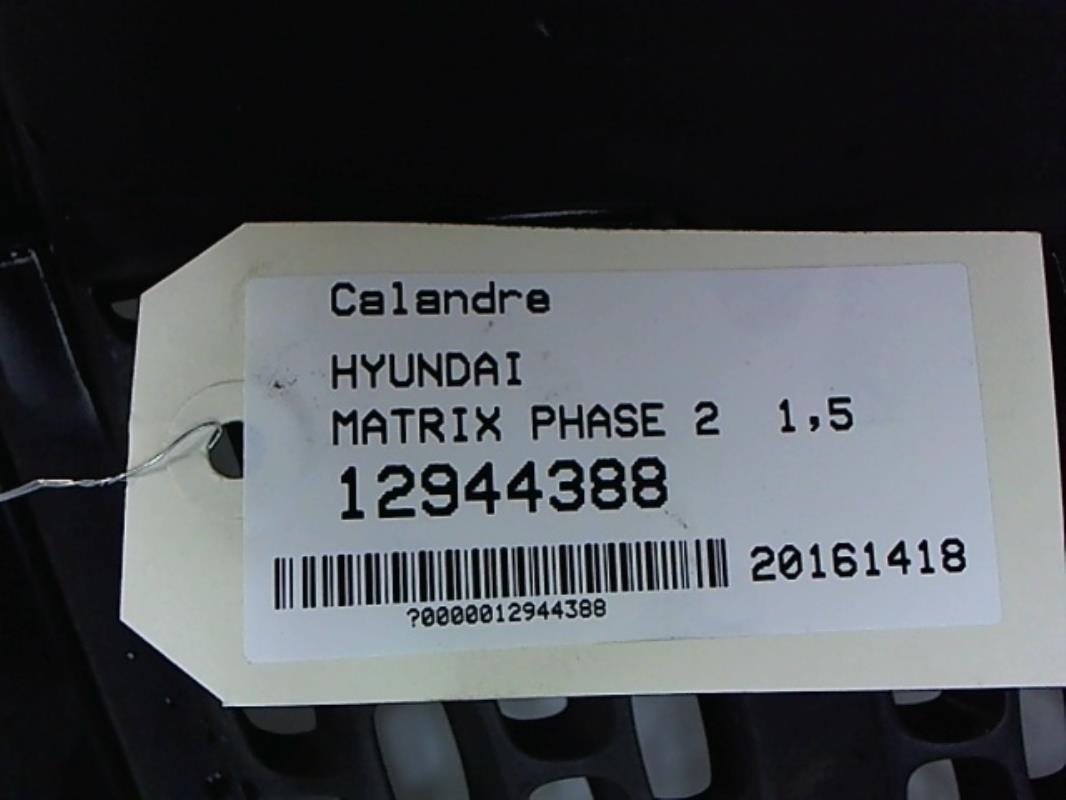 Calandre
HYUNDAI
MATRIX PHASE 2 1,5
12944388
20161418
?0000012944388